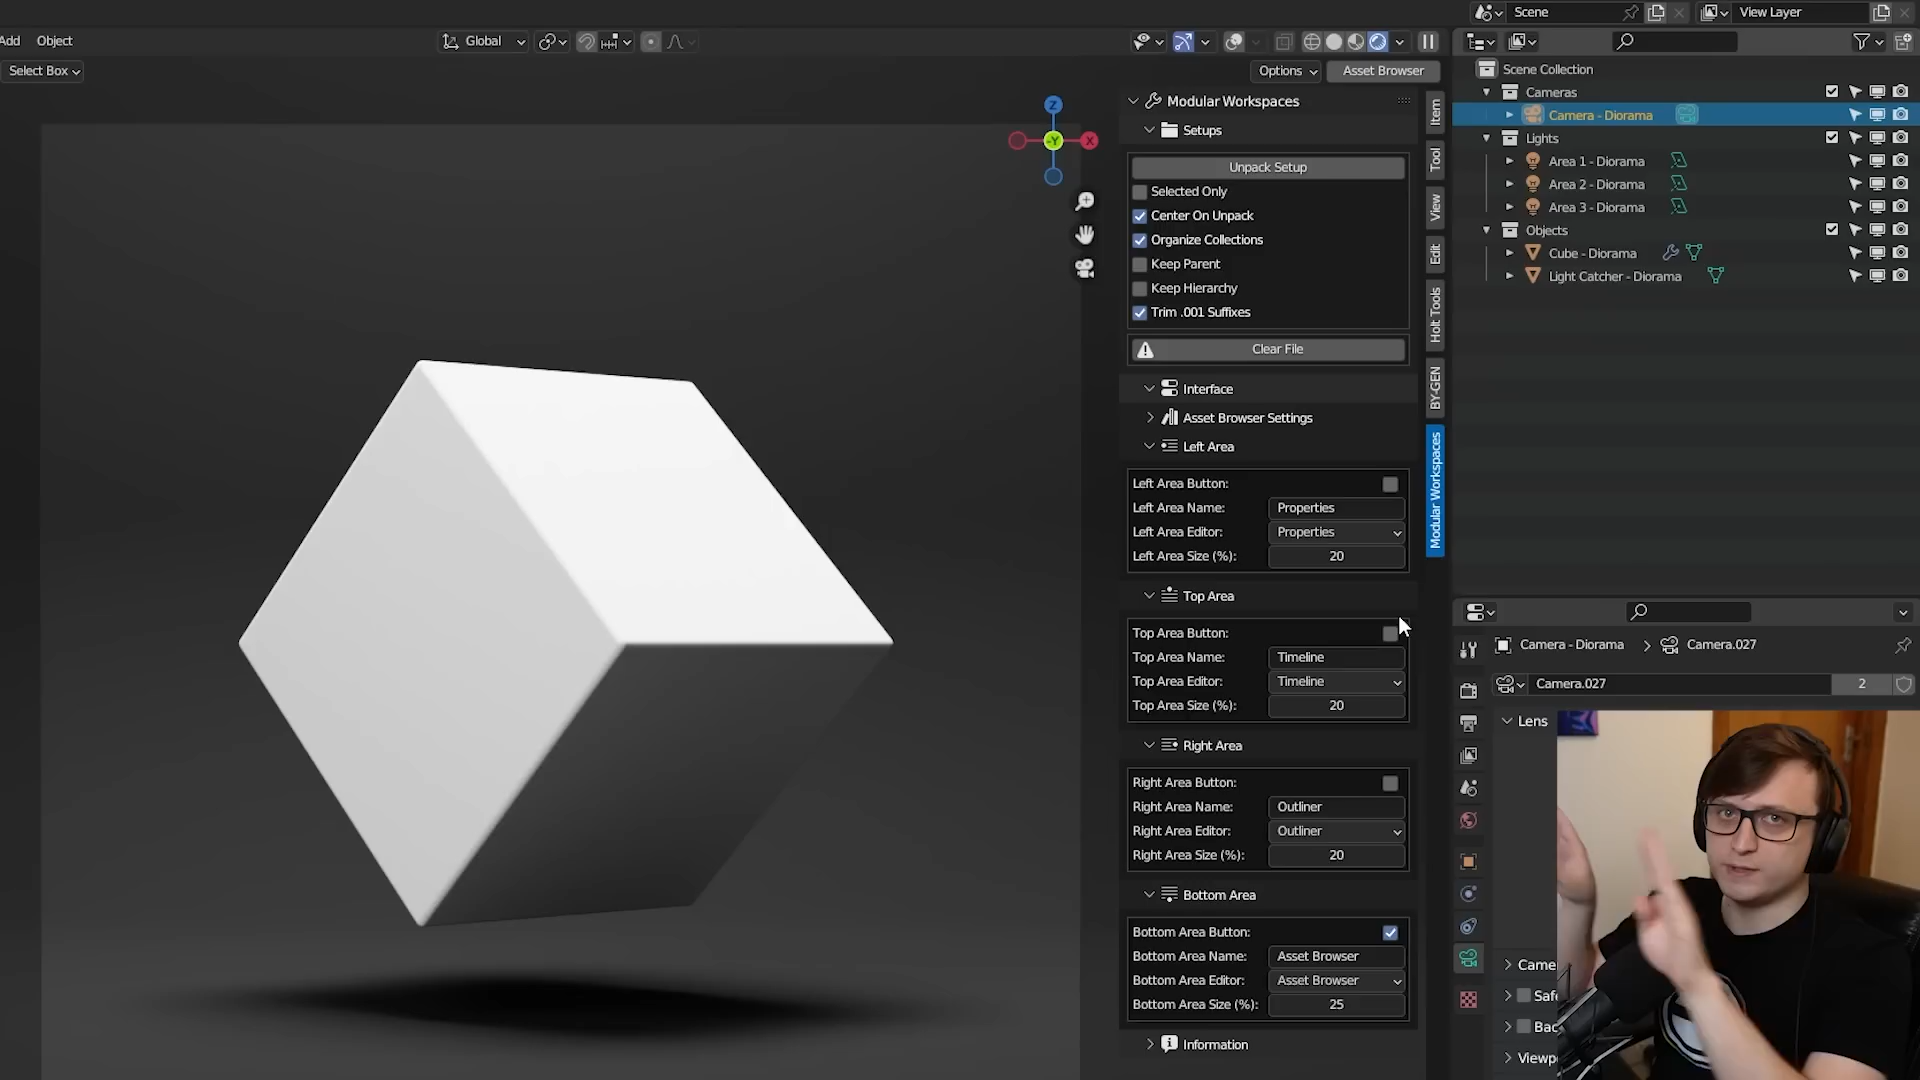 Scene
View Layer
Add
Object
Global
Select Box
Options
Asset Browser
Z
Y
X
Modular Workspaces
Setups
Unpack Setup
Selected Only
Center On Unpack
Organize Collections
Keep Parent
Keep Hierarchy
Trim .001 Suffixes
Clear File
Interface
Asset Browser Settings
Left Area
Left Area Button:
Left Area Name: Properties
Left Area Editor: Properties
Left Area Size (%): 20
Top Area
Top Area Button:
Top Area Name: Timeline
Top Area Editor: Timeline
Top Area Size (%): 20
Right Area
Right Area Button:
Right Area Name: Outliner
Right Area Editor: Outliner
Right Area Size (%): 20
Bottom Area
Bottom Area Button:
Bottom Area Name: Asset Browser
Bottom Area Editor: Asset Browser
Bottom Area Size (%): 25
Information
Item
Tool
View
Edit
Holt Tools
BY-GEN
Modular Workspaces
Scene Collection
Cameras
Camera - Diorama
Lights
Area 1 - Diorama
Area 2 - Diorama
Area 3 - Diorama
Objects
Cube - Diorama
Light Catcher - Diorama
Camera - Diorama
Camera.027
Camera.027
2
Lens
Came
Safe
Bac
Viewp